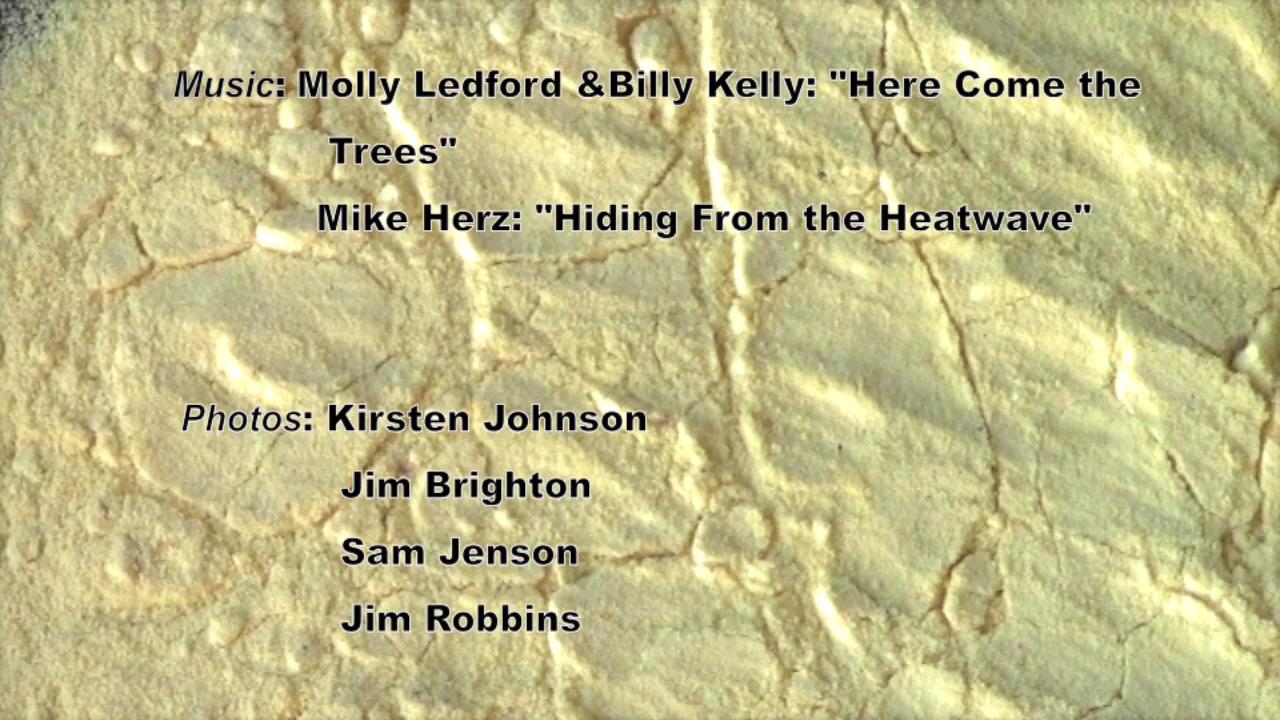 Music: Molly Ledford &Billy Kelly: "Here Come the
Trees"
Mike Herz: "Hiding From the Heatwave"
Photos: Kirsten Johnson
Jim Brighton
Sam Jenson
Jim Robbins